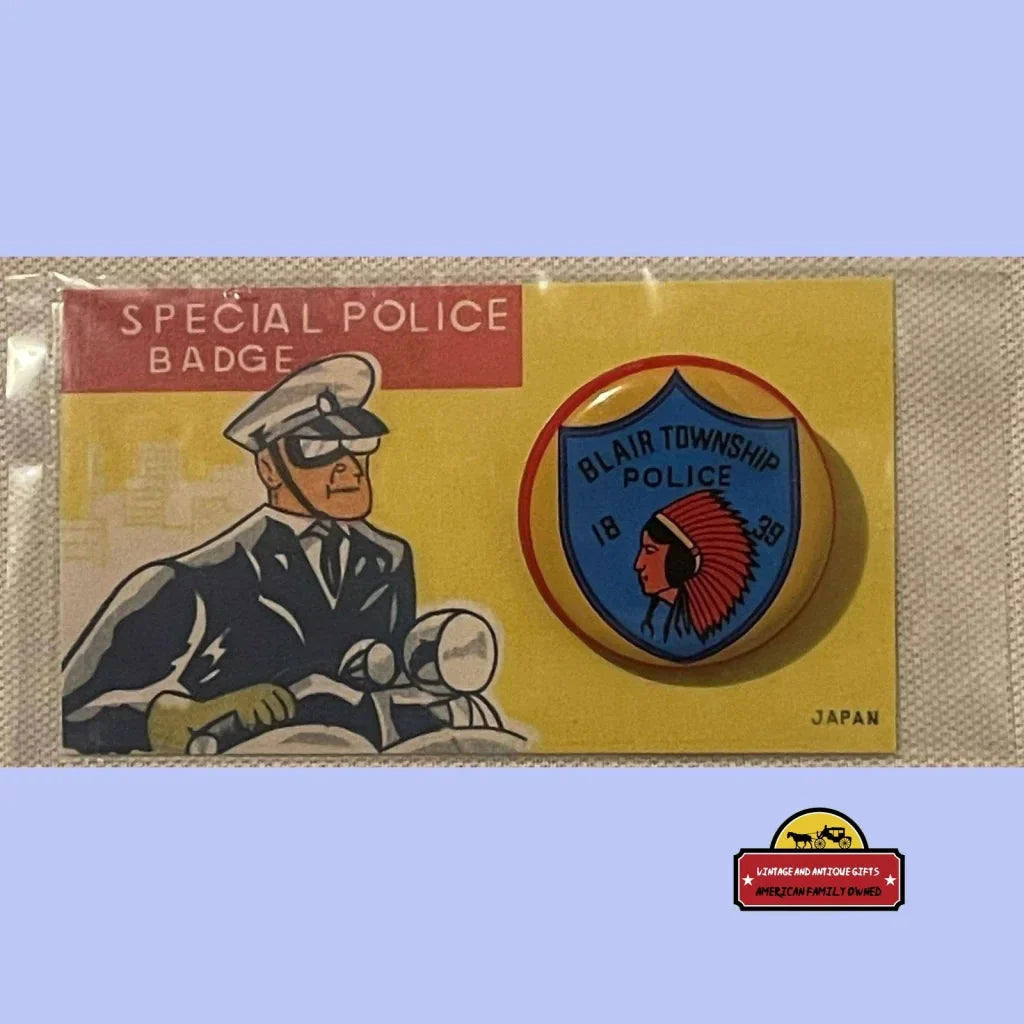 SPECIAL POLICE
BADGE
BLAIR TOWNSHIP
POLICE
18 39
JAPAN
VINTAGE AND ANTIQUE GIFTS
AMERICAN FAMILY OWNED